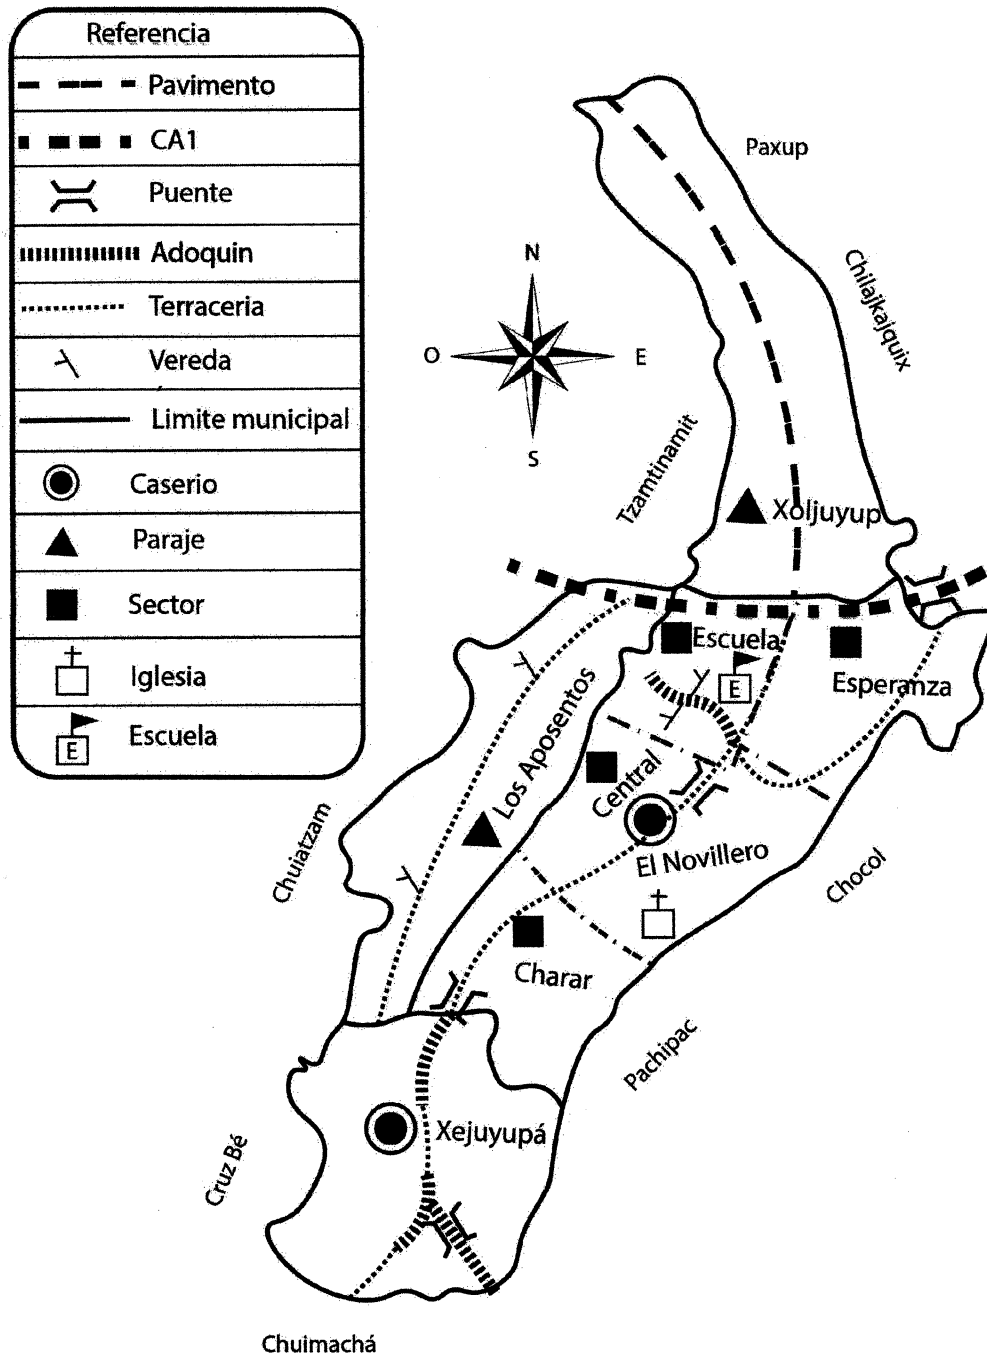 Referencia
Pavimento
CA1
Puente
Adoquin
Terraceria
Vereda
Limite municipal
Caserio
Paraje
Sector
Iglesia
E
Escuela
N
O
E
S
Paxup
Chilajkajquix
Tzamtinamit
Xoljuyup
Escuela
E
Esperanza
Los Aposentos
Central
El Novillero
Chuiatzam
Chocol
Charar
Pachipac
Xejuyupá
Cruz Bé
Chuimachá